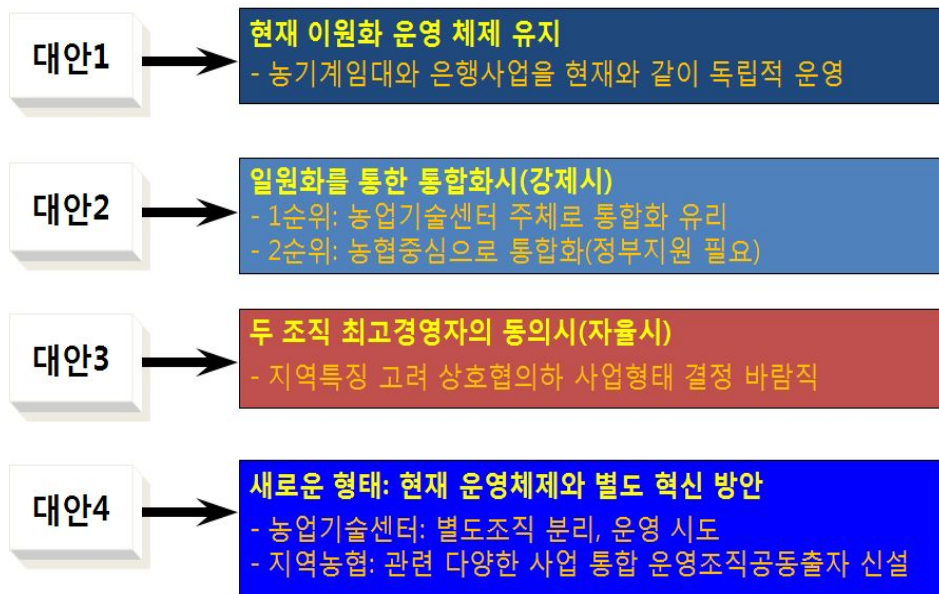 대안1
현재 이원화 운영 체제 유지
- 농기계임대와 은행사업을 현재와 같이 독립적 운영
대안2
일원화를 통한 통합화시(강제시)
- 1순위: 농업기술센터 주체로 통합화 유리
- 2순위: 농협중심으로 통합화(정부지원 필요)
대안3
두 조직 최고경영자의 동의시(자율시)
- 지역특징 고려 상호협의하 사업형태 결정 바람직
대안4
새로운 형태: 현재 운영체제와 별도 혁신 방안
- 농업기술센터: 별도조직 분리, 운영 시도
- 지역농협: 관련 다양한 사업 통합 운영조직공동출자 신설